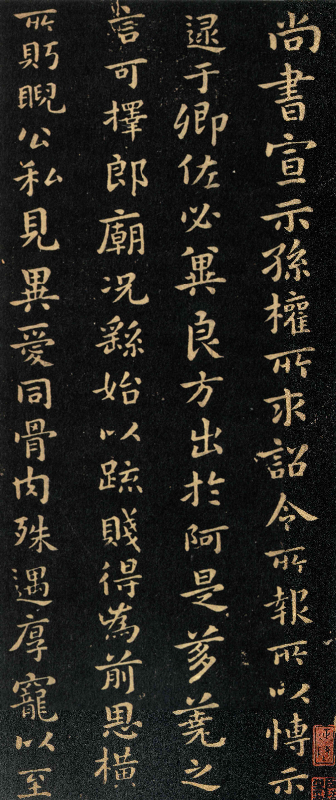 尚書宣示孫權所求詔令所報所以博示
逮于卿佐必冀良方出於阿是芻蕘之
言可擇郎廟況繇始以疏賤得為前恩橫
所眄睨公私見異愛同骨肉殊遇厚寵以至